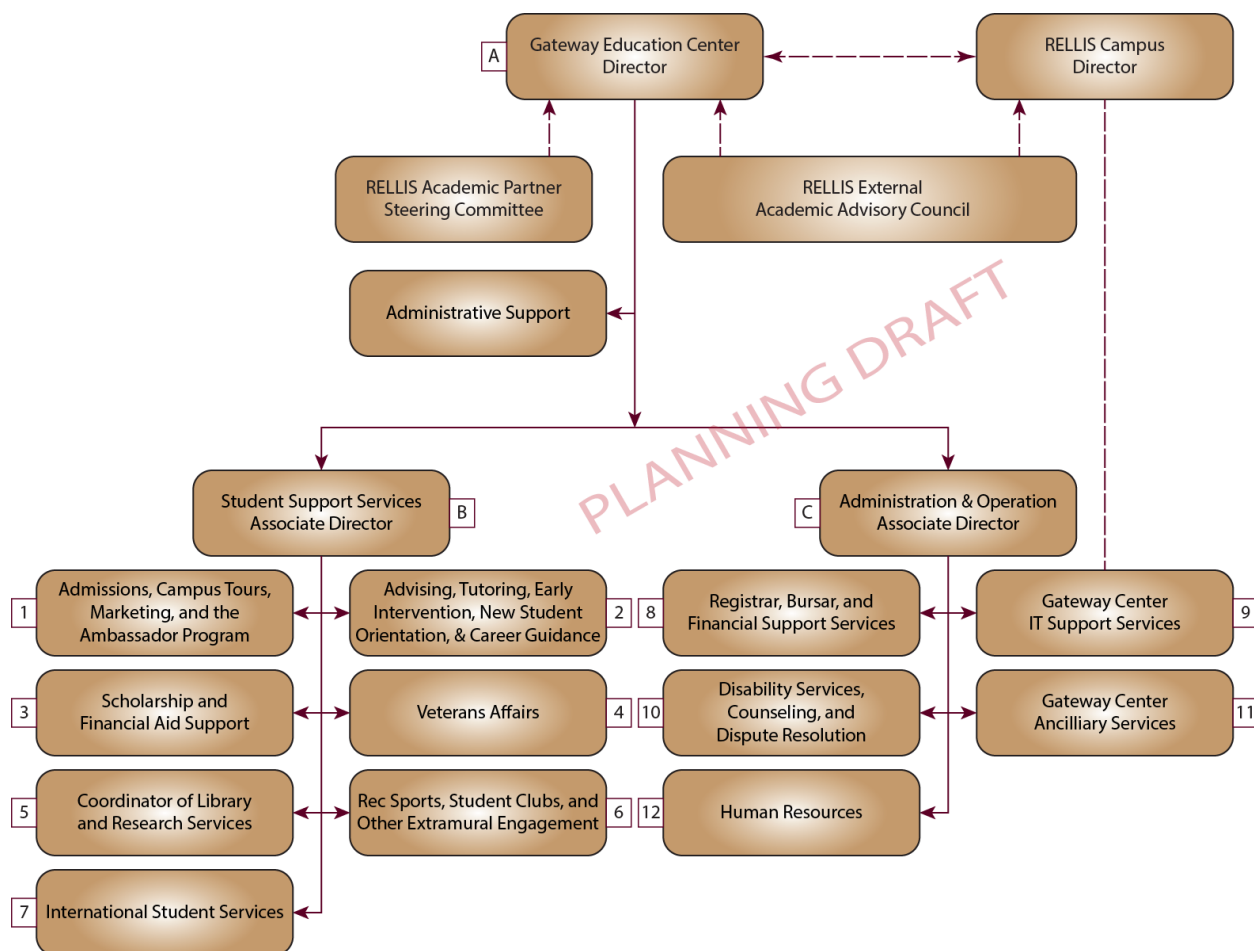 A
Gateway Education Center
Director
RELLIS Campus
Director
RELLIS Academic Partner
Steering Committee
RELLIS External
Academic Advisory Council
Administrative Support
PLANNING DRAFT
Student Support Services
Associate Director
B
C
Administration & Operation
Associate Director
1
Admissions, Campus Tours,
Marketing, and the
Ambassador Program
Advising, Tutoring, Early
Intervention, New Student
Orientation, & Career Guidance
2
8
Registrar, Bursar, and
Financial Support Services
Gateway Center
IT Support Services
9
3
Scholarship and
Financial Aid Support
Veterans Affairs
4
10
Disability Services,
Counseling, and
Dispute Resolution
Gateway Center
Ancilliary Services
11
5
Coordinator of Library
and Research Services
Rec Sports, Student Clubs, and
Other Extramural Engagement
6
12
Human Resources
7
International Student Services